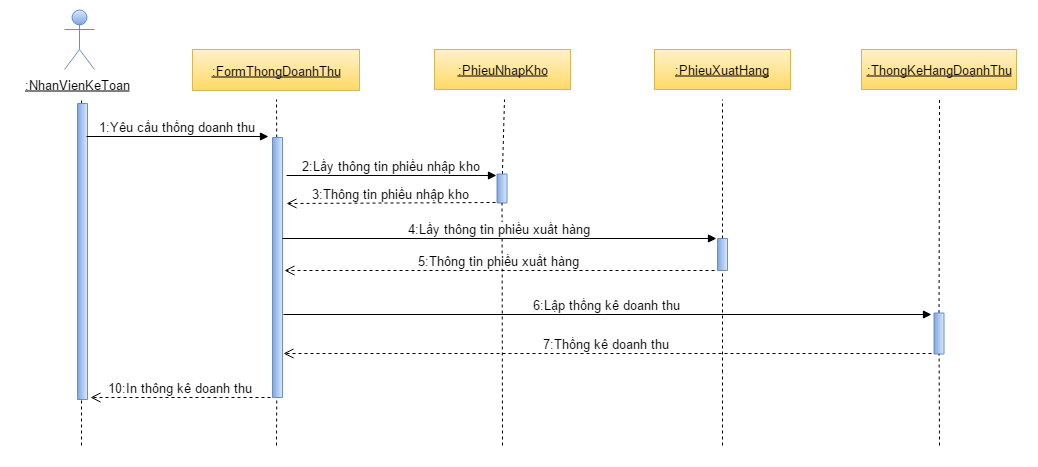 :NhanVienKeToan
:FormThongDoanhThu
:PhieuNhapKho
:PhieuXuatHang
:ThongKeHangDoanhThu
1:Yêu cầu thống doanh thu
2:Lấy thông tin phiếu nhập kho
3:Thông tin phiếu nhập kho
4:Lấy thông tin phiếu xuất hàng
5:Thông tin phiếu xuất hàng
6:Lập thống kê doanh thu
7:Thống kê doanh thu
10:In thống kê doanh thu